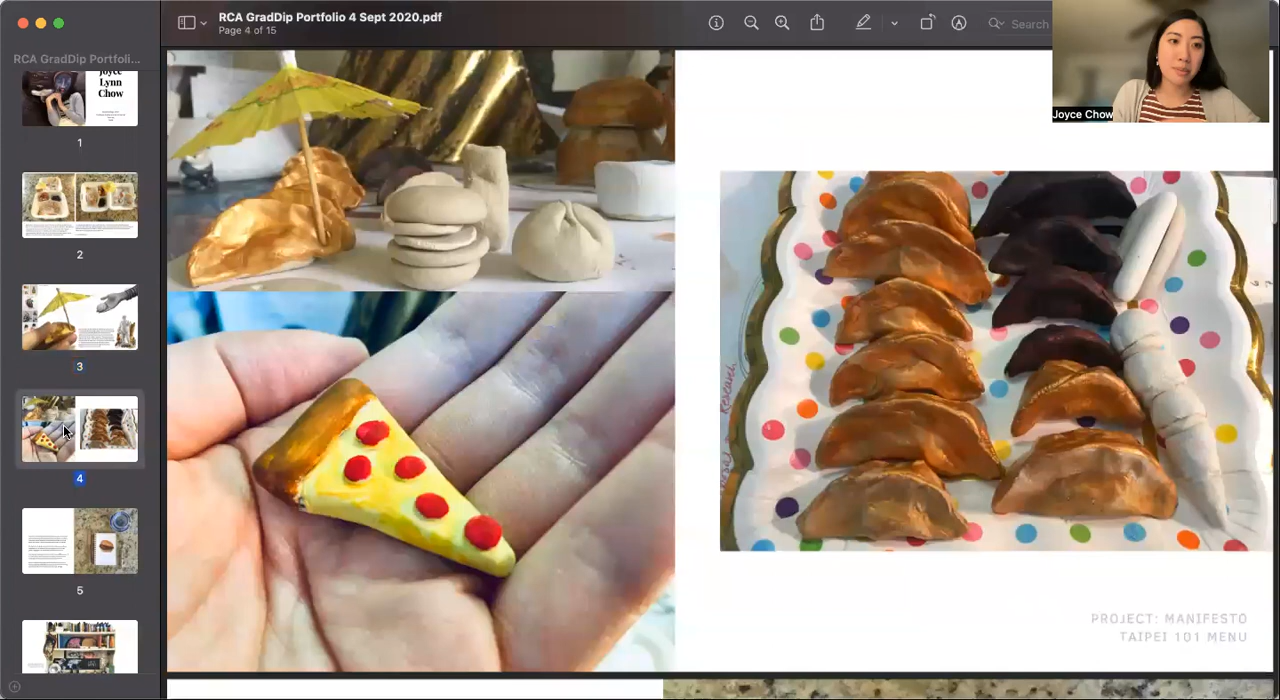 RCA GradDip Portfolio 4 Sept 2020.pdf
Page 4 of 15
Search
Joyce Chow
RCA GradDip Portfoli...
Joyce
Lynn
Chow
1
2
3
4
5
Research
PROJECT: MANIFESTO
TAIPEI 101 MENU